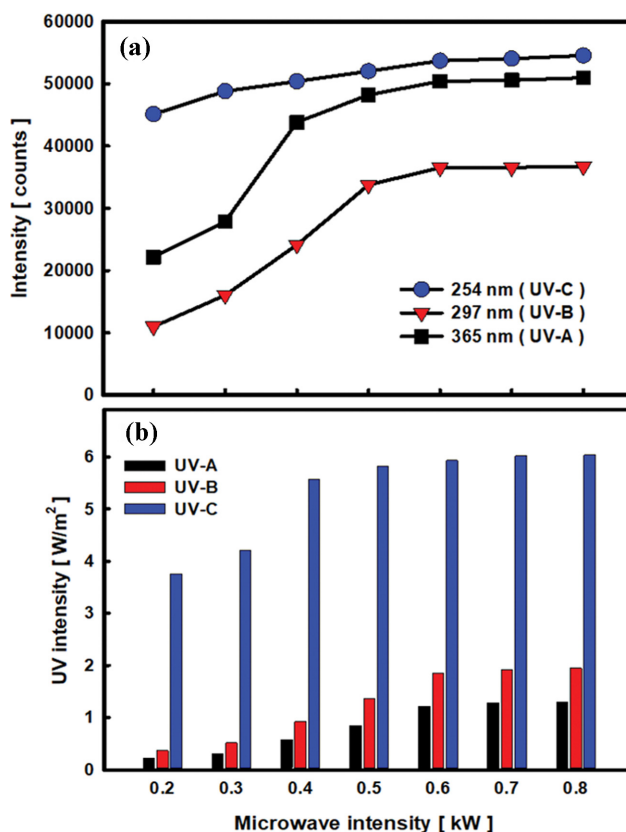 (a)
60000
50000
40000
30000
20000
10000
0
Intensity [ counts ]
254 nm ( UV-C )
297 nm ( UV-B )
365 nm ( UV-A )
(b)
UV-A
UV-B
UV-C
6
5
4
3
2
1
0
UV intensity [ W/m² ]
0.2 0.3 0.4 0.5 0.6 0.7 0.8
Microwave intensity [ kW ]